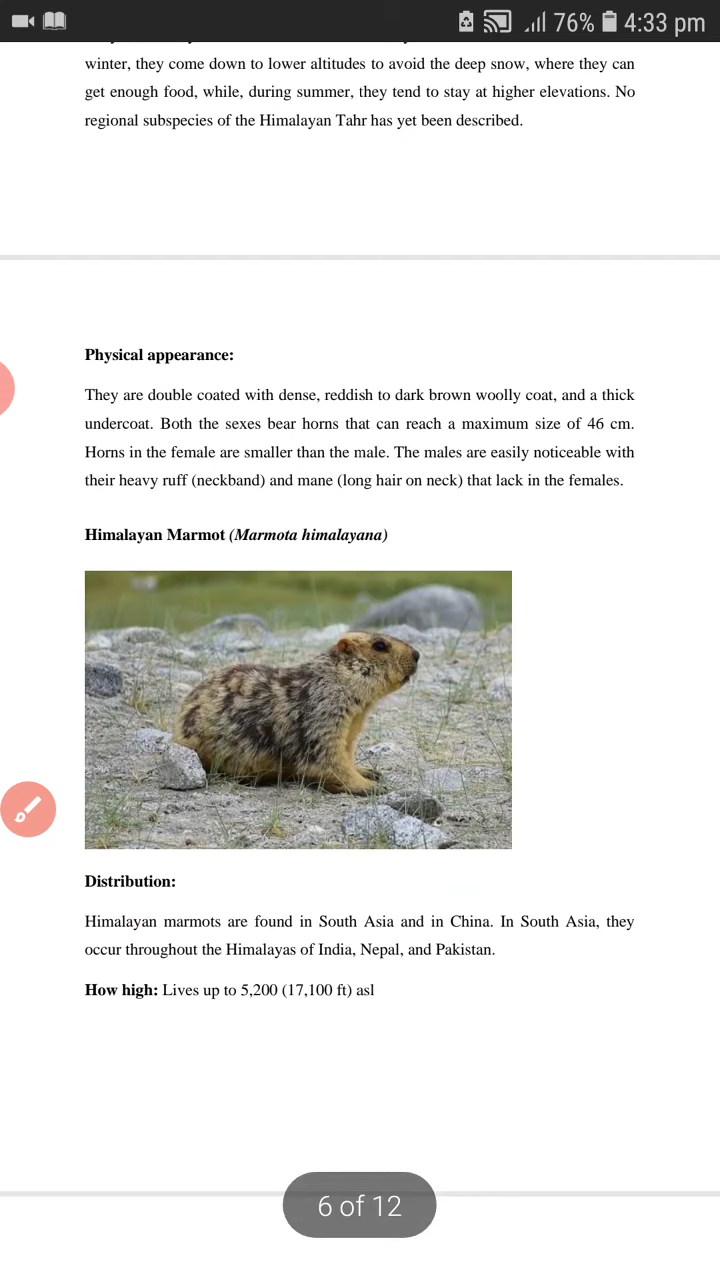 76% 4:33 pm
winter, they come down to lower altitudes to avoid the deep snow, where they can
get enough food, while, during summer, they tend to stay at higher elevations. No
regional subspecies of the Himalayan Tahr has yet been described.
Physical appearance:
They are double coated with dense, reddish to dark brown woolly coat, and a thick
undercoat. Both the sexes bear horns that can reach a maximum size of 46 cm.
Horns in the female are smaller than the male. The males are easily noticeable with
their heavy ruff (neckband) and mane (long hair on neck) that lack in the females.
Himalayan Marmot (Marmota himalayana)
Distribution:
Himalayan marmots are found in South Asia and in China. In South Asia, they
occur throughout the Himalayas of India, Nepal, and Pakistan.
How high: Lives up to 5,200 (17,100 ft) asl
6 of 12